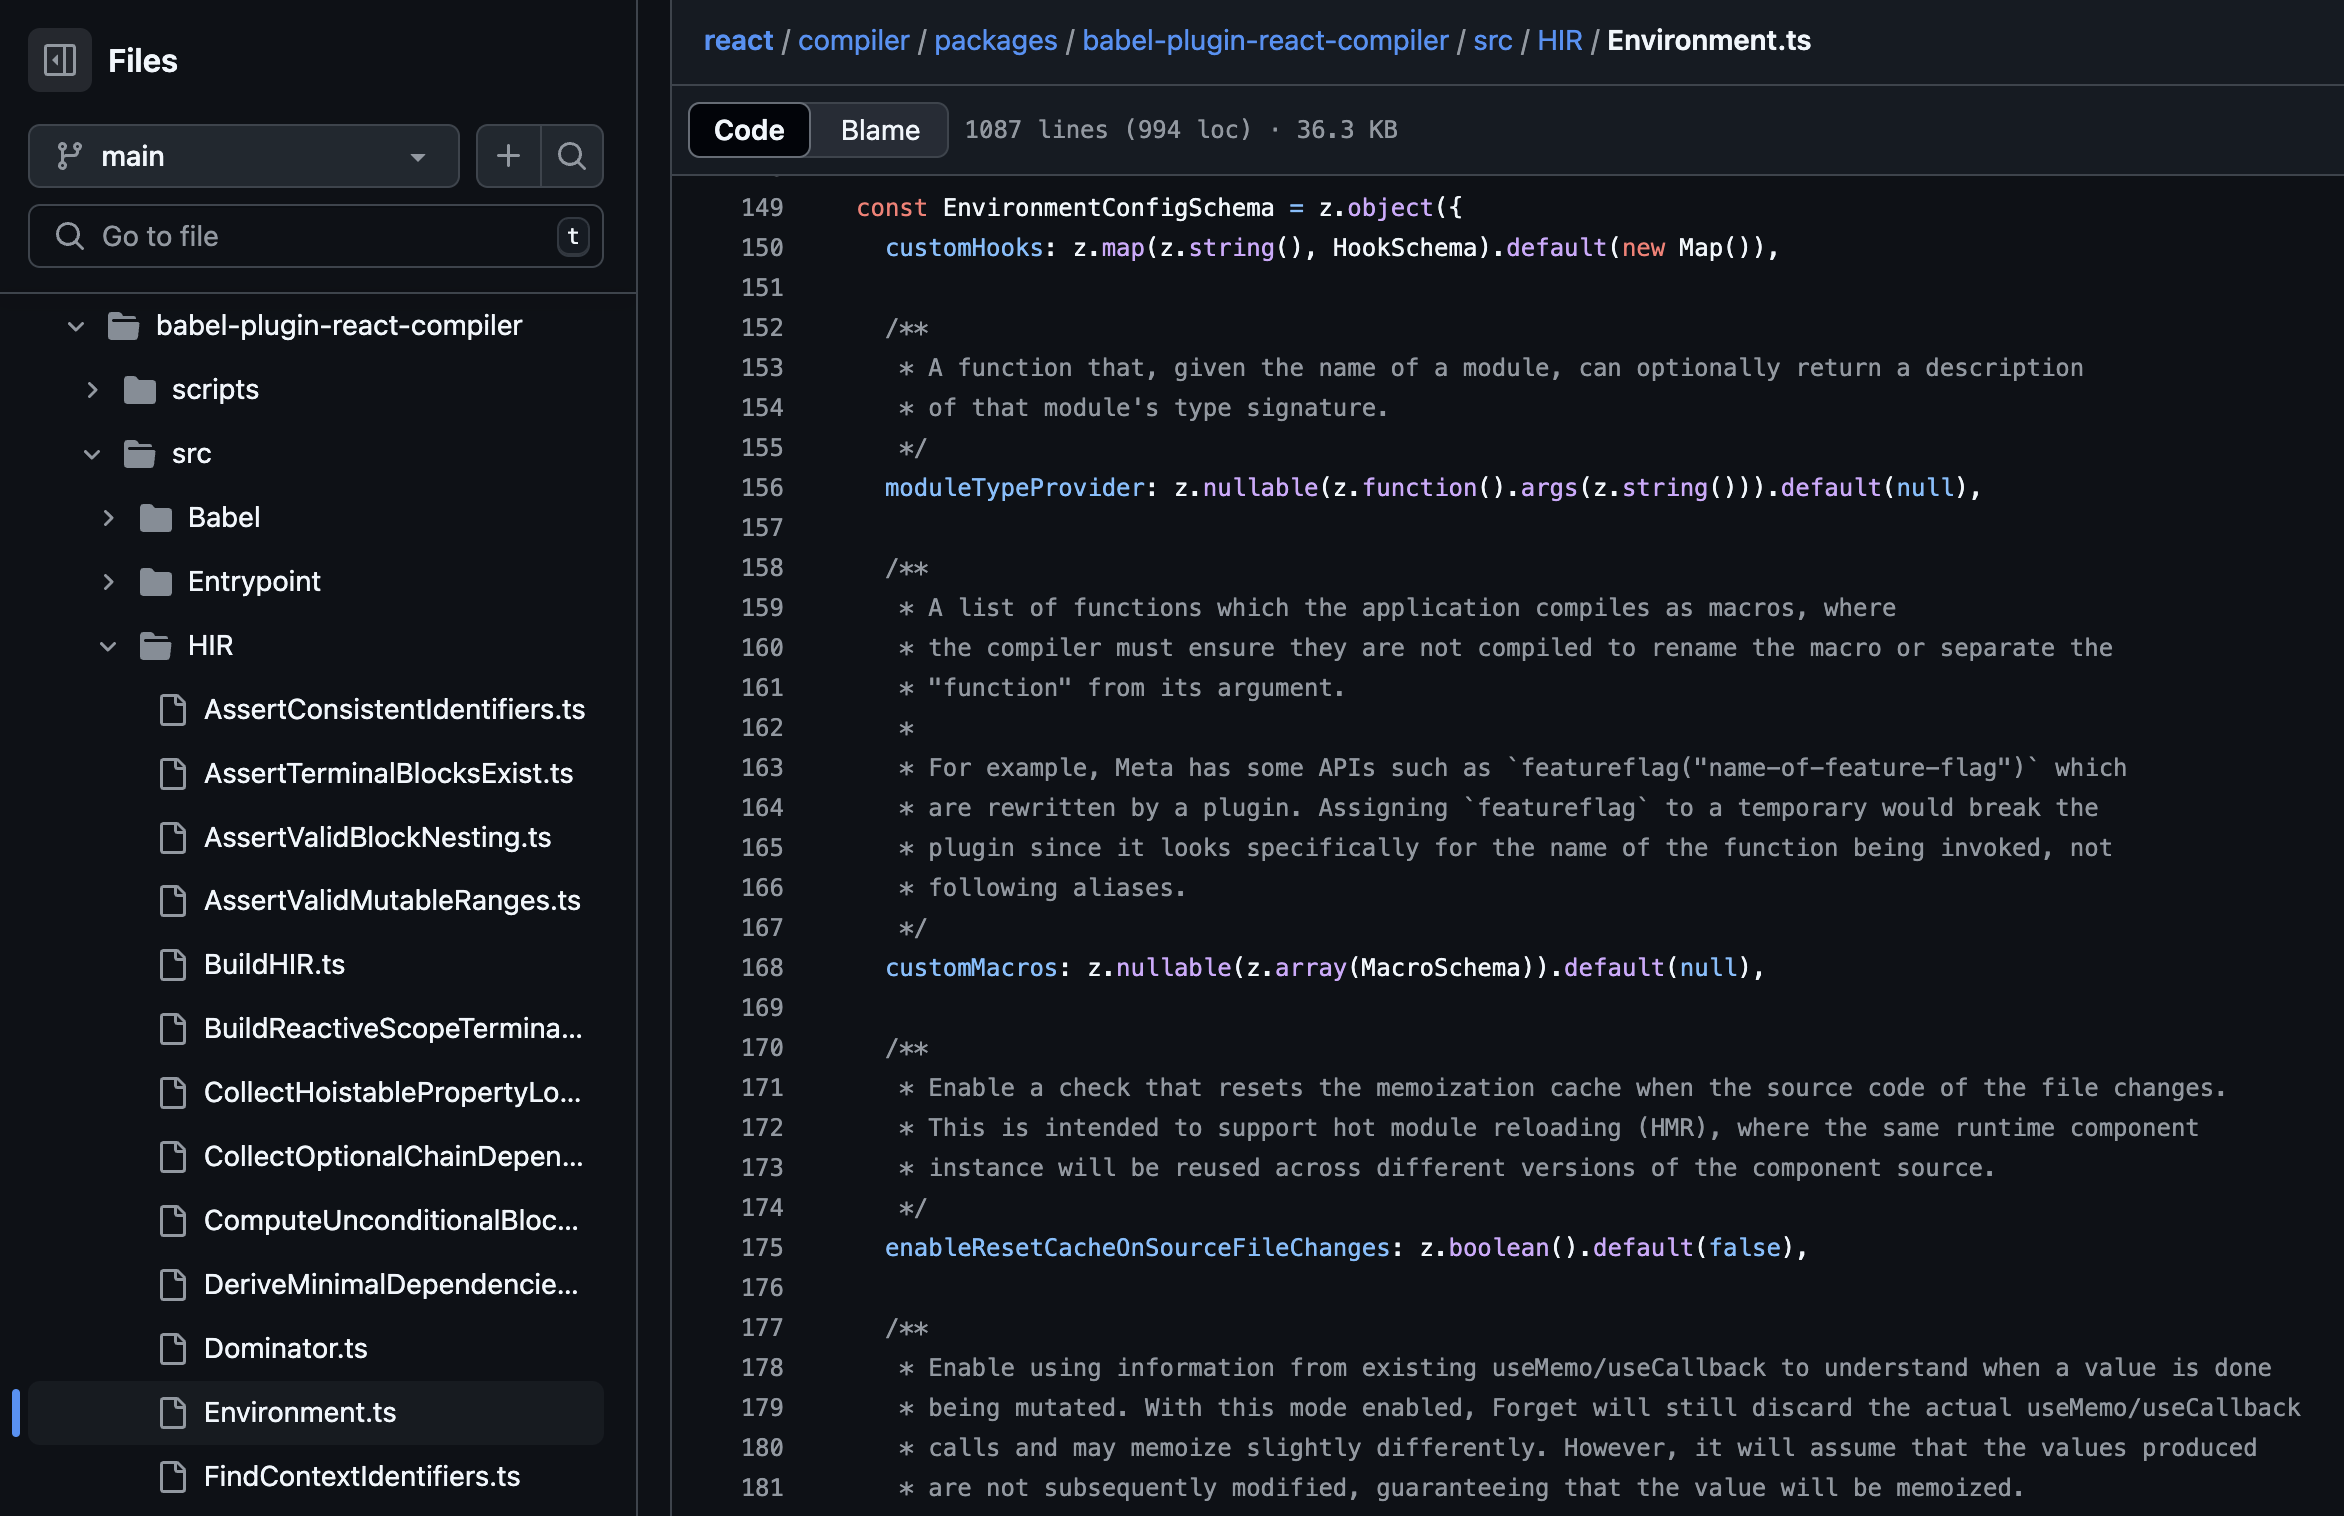 Files
main
Go to file
t
babel-plugin-react-compiler
scripts
src
Babel
Entrypoint
HIR
AssertConsistentIdentifiers.ts
AssertTerminalBlocksExist.ts
AssertValidBlockNesting.ts
AssertValidMutableRanges.ts
BuildHIR.ts
BuildReactiveScopeTermina...
CollectHoistablePropertyLo...
CollectOptionalChainDepen...
ComputeUnconditionalBloc...
DeriveMinimalDependencie...
Dominator.ts
Environment.ts
FindContextIdentifiers.ts
react / compiler / packages / babel-plugin-react-compiler / src / HIR / Environment.ts
Code Blame 1087 lines (994 loc) · 36.3 KB
149 const EnvironmentConfigSchema = z.object({
150 customHooks: z.map(z.string(), HookSchema).default(new Map()),
151
152 /**
153 * A function that, given the name of a module, can optionally return a description
154 * of that module's type signature.
155 */
156 moduleTypeProvider: z.nullable(z.function().args(z.string())).default(null),
157
158 /**
159 * A list of functions which the application compiles as macros, where
160 * the compiler must ensure they are not compiled to rename the macro or separate the
161 * "function" from its argument.
162 *
163 * For example, Meta has some APIs such as `featureflag("name-of-feature-flag")` which
164 * are rewritten by a plugin. Assigning `featureflag` to a temporary would break the
165 * plugin since it looks specifically for the name of the function being invoked, not
166 * following aliases.
167 */
168 customMacros: z.nullable(z.array(MacroSchema)).default(null),
169
170 /**
171 * Enable a check that resets the memoization cache when the source code of the file changes.
172 * This is intended to support hot module reloading (HMR), where the same runtime component
173 * instance will be reused across different versions of the component source.
174 */
175 enableResetCacheOnSourceFileChanges: z.boolean().default(false),
176
177 /**
178 * Enable using information from existing useMemo/useCallback to understand when a value is done
179 * being mutated. With this mode enabled, Forget will still discard the actual useMemo/useCallback
180 * calls and may memoize slightly differently. However, it will assume that the values produced
181 * are not subsequently modified, guaranteeing that the value will be memoized.